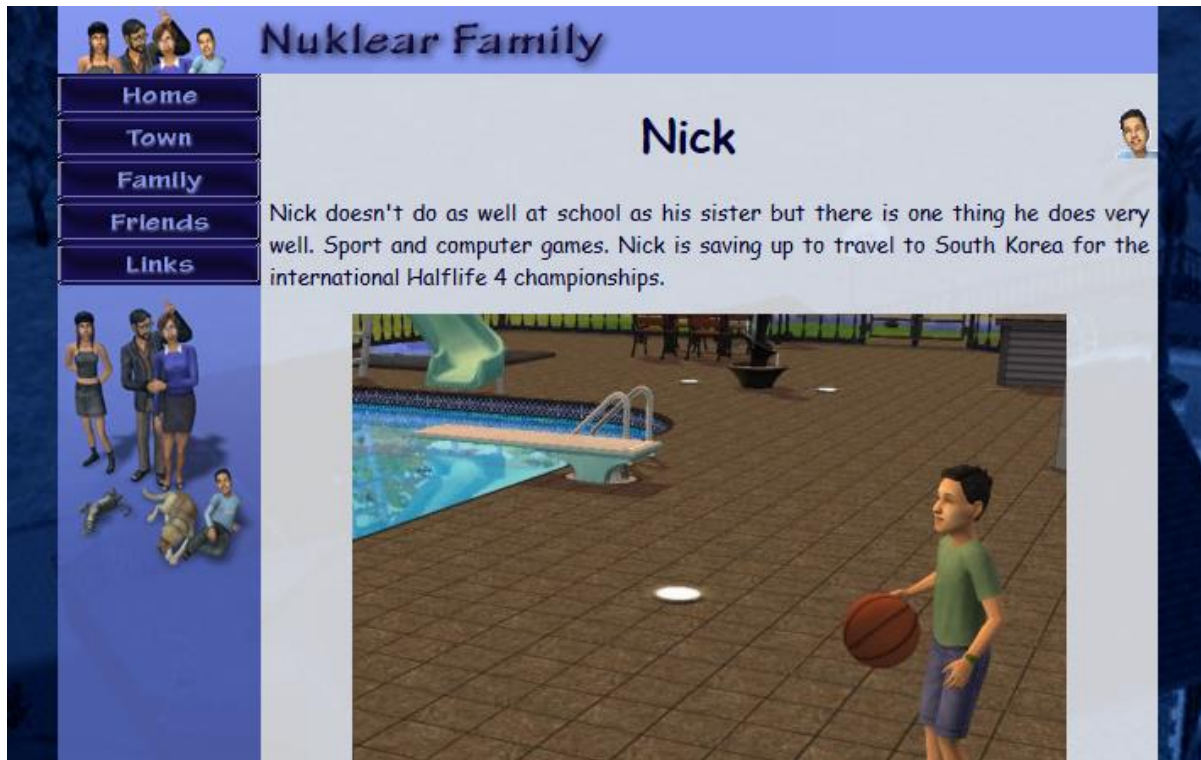 Nuklear Family
Home
Town
Family
Friends
Links
Nick
Nick doesn't do as well at school as his sister but there is one thing he does very
well. Sport and computer games. Nick is saving up to travel to South Korea for the
international Halflife 4 championships.